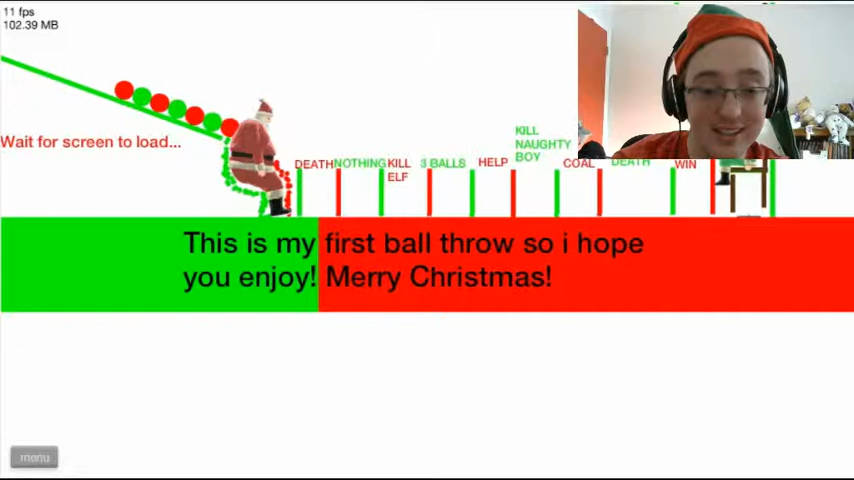 11 fps
102.39 MB
Wait for screen to load...
DEATH
NOTHING
KILL
ELF
3 BALLS
HELP
KILL
NAUGHTY
BOY
COAL
DEATH
WIN
This is my first ball throw so i hope
you enjoy! Merry Christmas!
menu